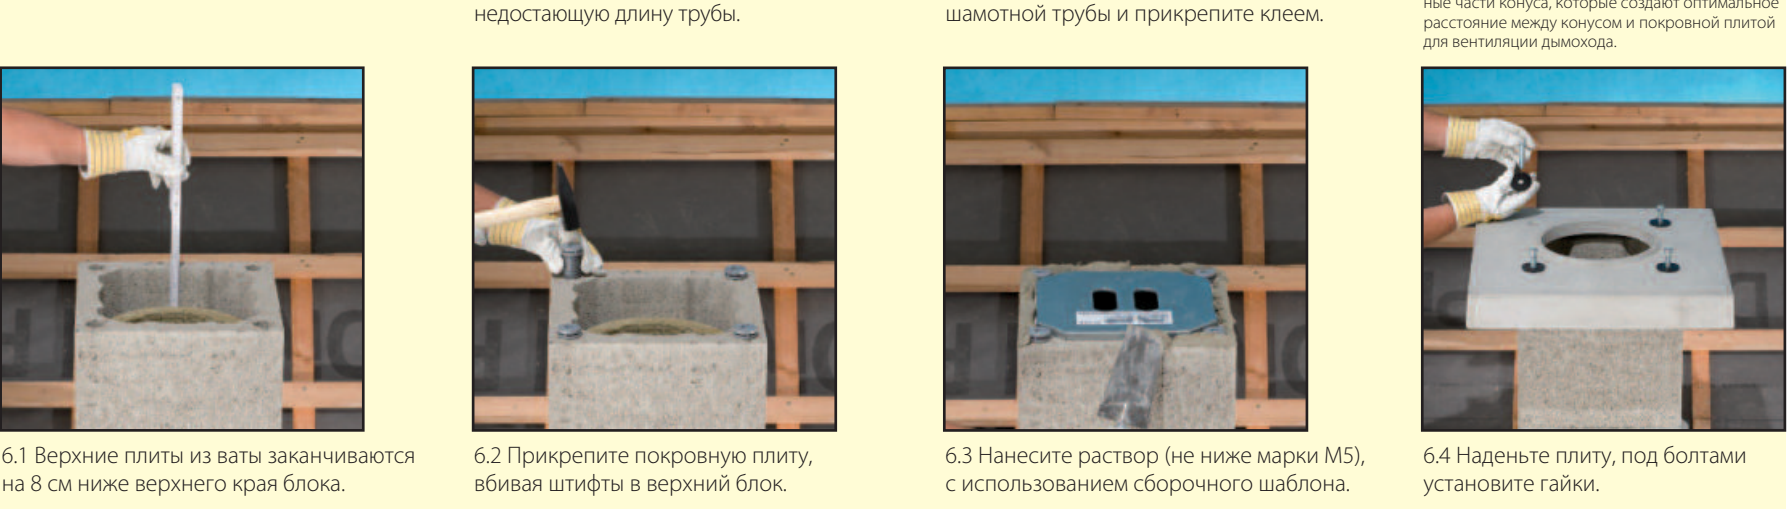 недостающую длину трубы.
шамотной трубы и прикрепите клеем.
ные части конуса, которые создают оптимальное
расстояние между конусом и покровной плитой
для вентиляции дымохода.
6.1 Верхние плиты из ваты заканчиваются
на 8 см ниже верхнего края блока.
6.2 Прикрепите покровную плиту,
вбивая штифты в верхний блок.
6.3 Нанесите раствор (не ниже марки М5),
с использованием сборочного шаблона.
6.4 Наденьте плиту, под болтами
установите гайки.